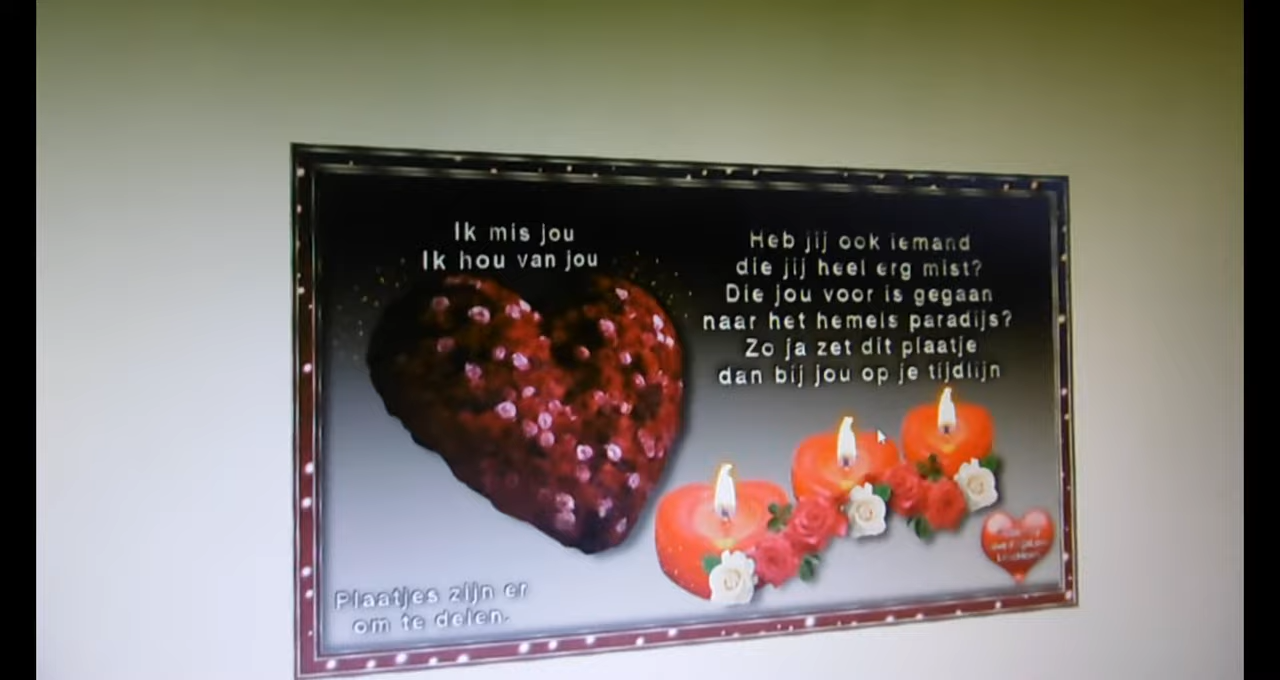 Ik mis jou
Ik hou van jou
Heb jij ook iemand
die jij heel erg mist?
Die jou voor is gegaan
naar het hemels paradijs?
Zo ja zet dit plaatje
dan bij jou op je tijdlijn
Plaatjes zijn er
om te delen.